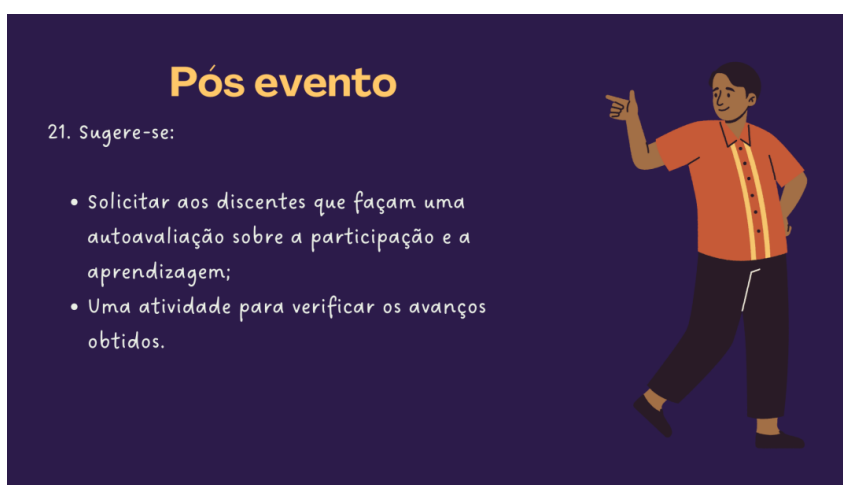 Pós evento
21. Sugere-se:
• Solicitar aos discentes que façam uma
autoavaliação sobre a participação e a
aprendizagem;
• Uma atividade para verificar os avanços
obtidos.